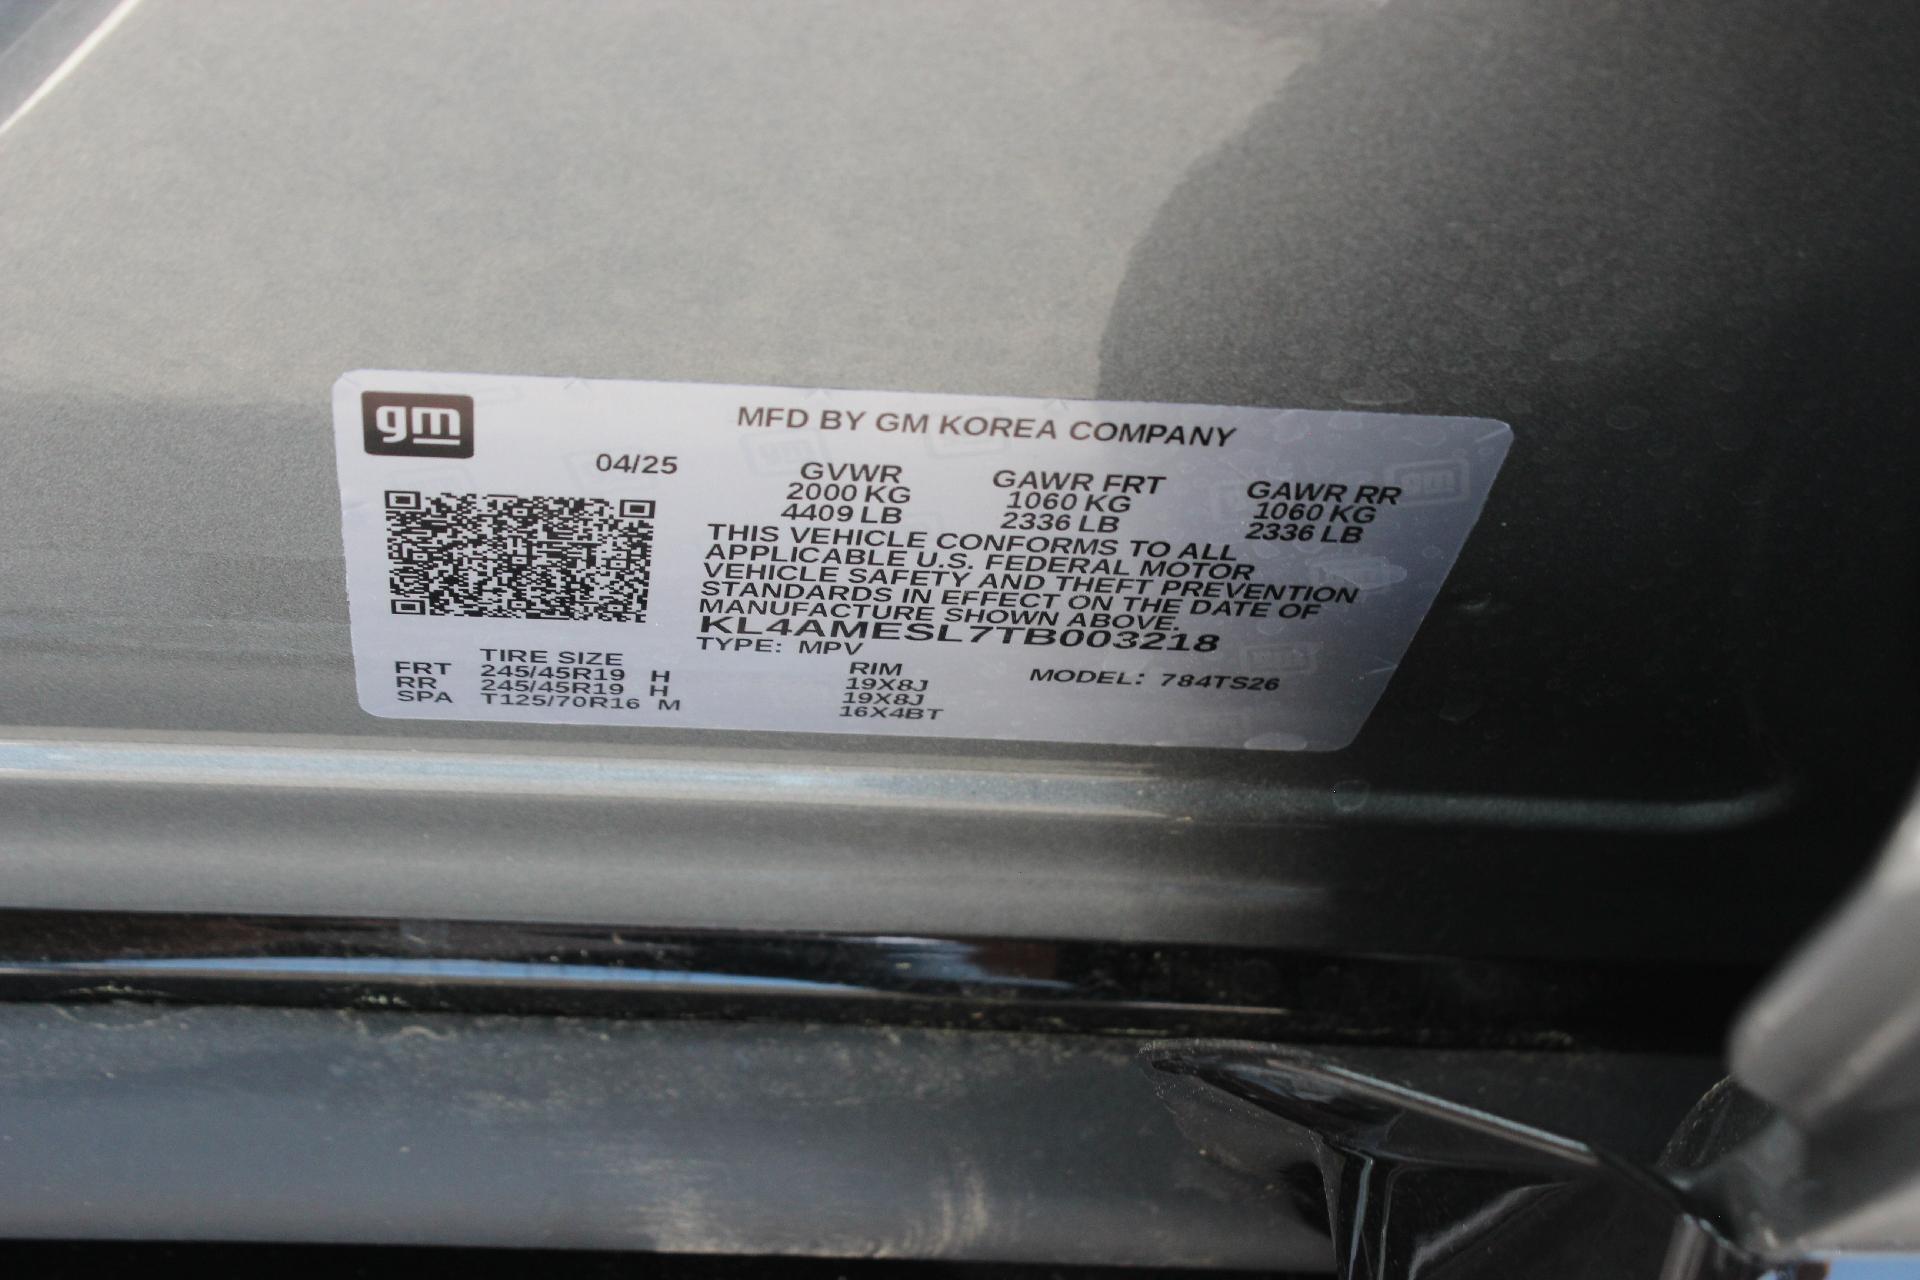 gm
MFD BY GM KOREA COMPANY
04/25
GVWR GAWR FRT GAWR RR
2000 KG 1060 KG 1060 KG
4409 LB 2336 LB 2336 LB
THIS VEHICLE CONFORMS TO ALL
APPLICABLE U.S. FEDERAL MOTOR
VEHICLE SAFETY AND THEFT PREVENTION
STANDARDS IN EFFECT ON THE DATE OF
MANUFACTURE SHOWN ABOVE.
KL4AMESL7TB003218
TYPE: MPV
TIRE SIZE RIM MODEL: 784TS26
FRT 245/45R19 H 19X8J
RR 245/45R19 H 19X8J
SPA T125/70R16 M 16X4BT